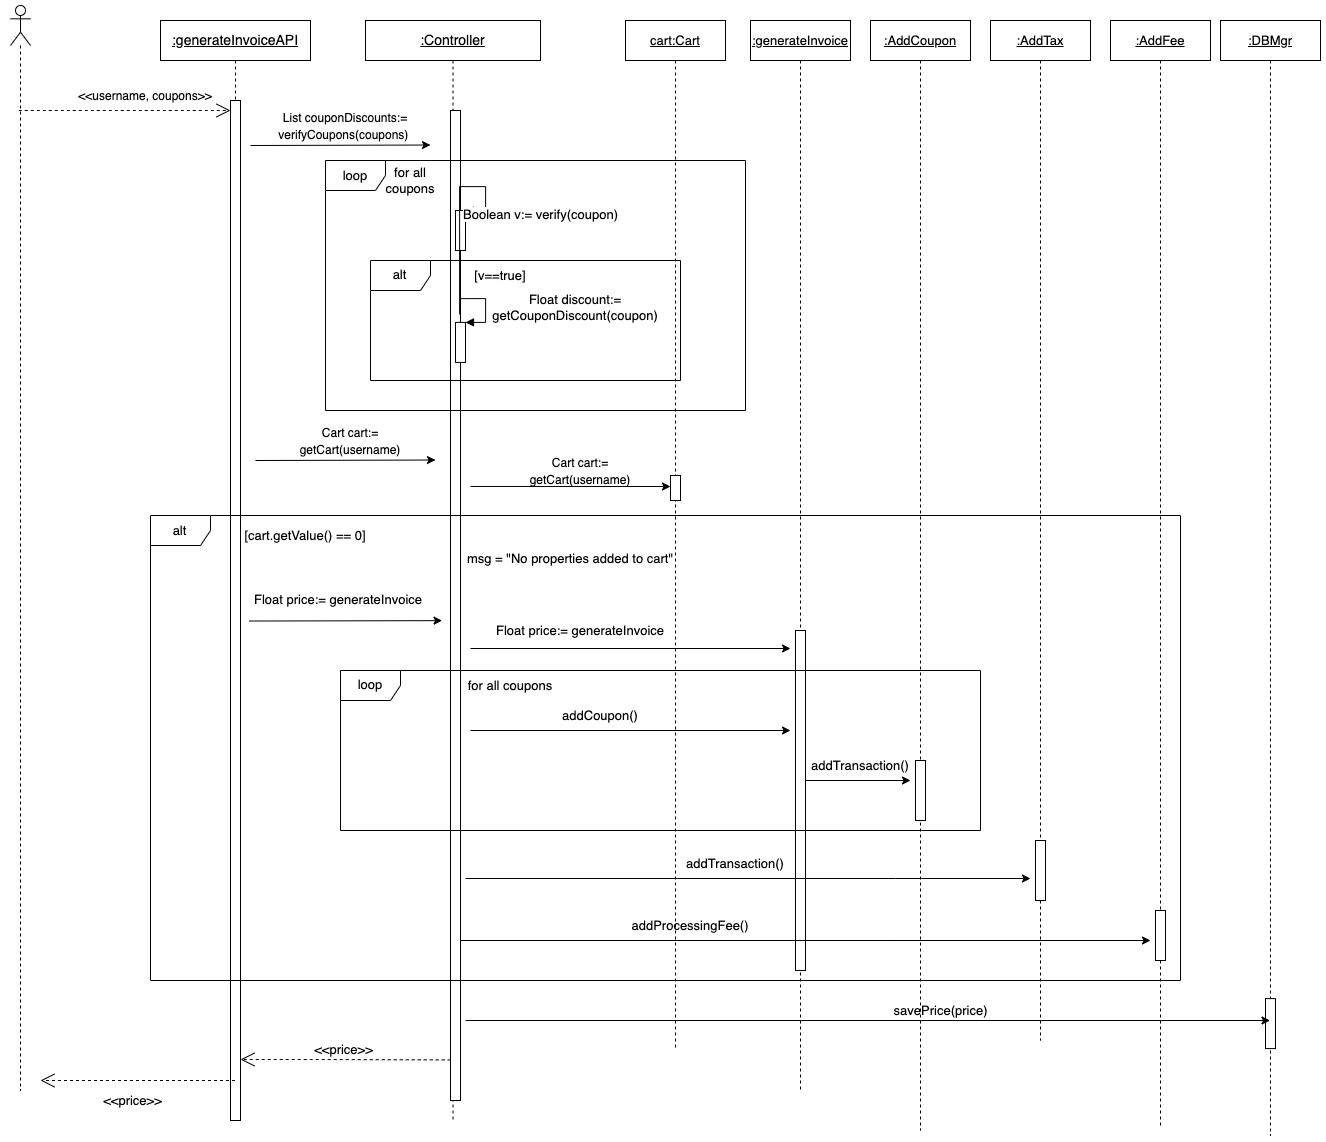 :generateInvoiceAPI
:Controller
cart:Cart
:generateInvoice
:AddCoupon
:AddTax
:AddFee
:DBMgr
<<username, coupons>>
List couponDiscounts:=
verifyCoupons(coupons)
loop
for all
coupons
Boolean v:= verify(coupon)
alt
[v==true]
Float discount:=
getCouponDiscount(coupon)
Cart cart:=
getCart(username)
Cart cart:=
getCart(username)
alt
[cart.getValue() == 0]
msg = "No properties added to cart"
Float price:= generateInvoice
Float price:= generateInvoice
loop
for all coupons
addCoupon()
addTransaction()
addTransaction()
addProcessingFee()
savePrice(price)
<<price>>
<<price>>